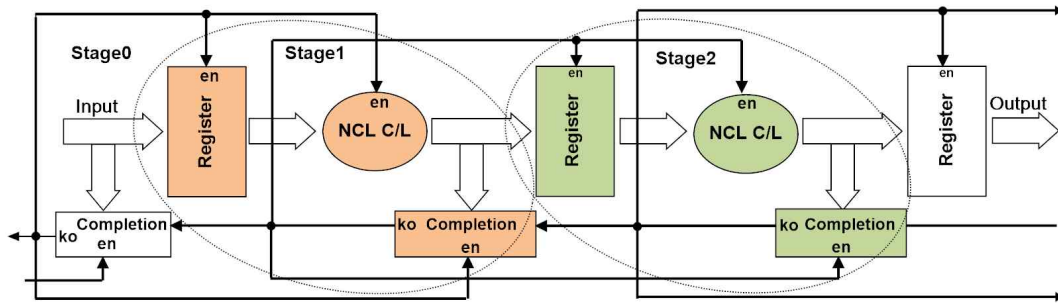 Stage0
Stage1
Stage2
en
en
en
en
en
Input
Register
NCL C/L
Register
NCL C/L
Register
Output
ko Completion
en
ko Completion
en
ko Completion
en